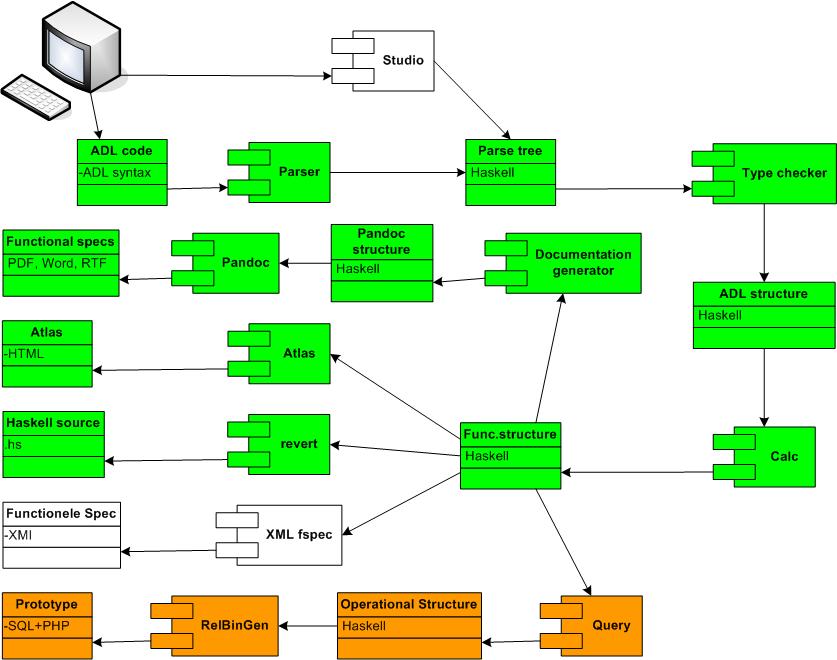 Studio
ADL code
-ADL syntax
Parser
Parse tree
Haskell
Type checker
Functional specs
PDF, Word, RTF
Pandoc
Pandoc
structure
Haskell
Documentation
generator
ADL structure
Haskell
Atlas
-HTML
Atlas
Haskell source
.hs
revert
Func.structure
Haskell
Calc
Functionele Spec
-XMI
XML fspec
Prototype
-SQL+PHP
RelBinGen
Operational Structure
Haskell
Query